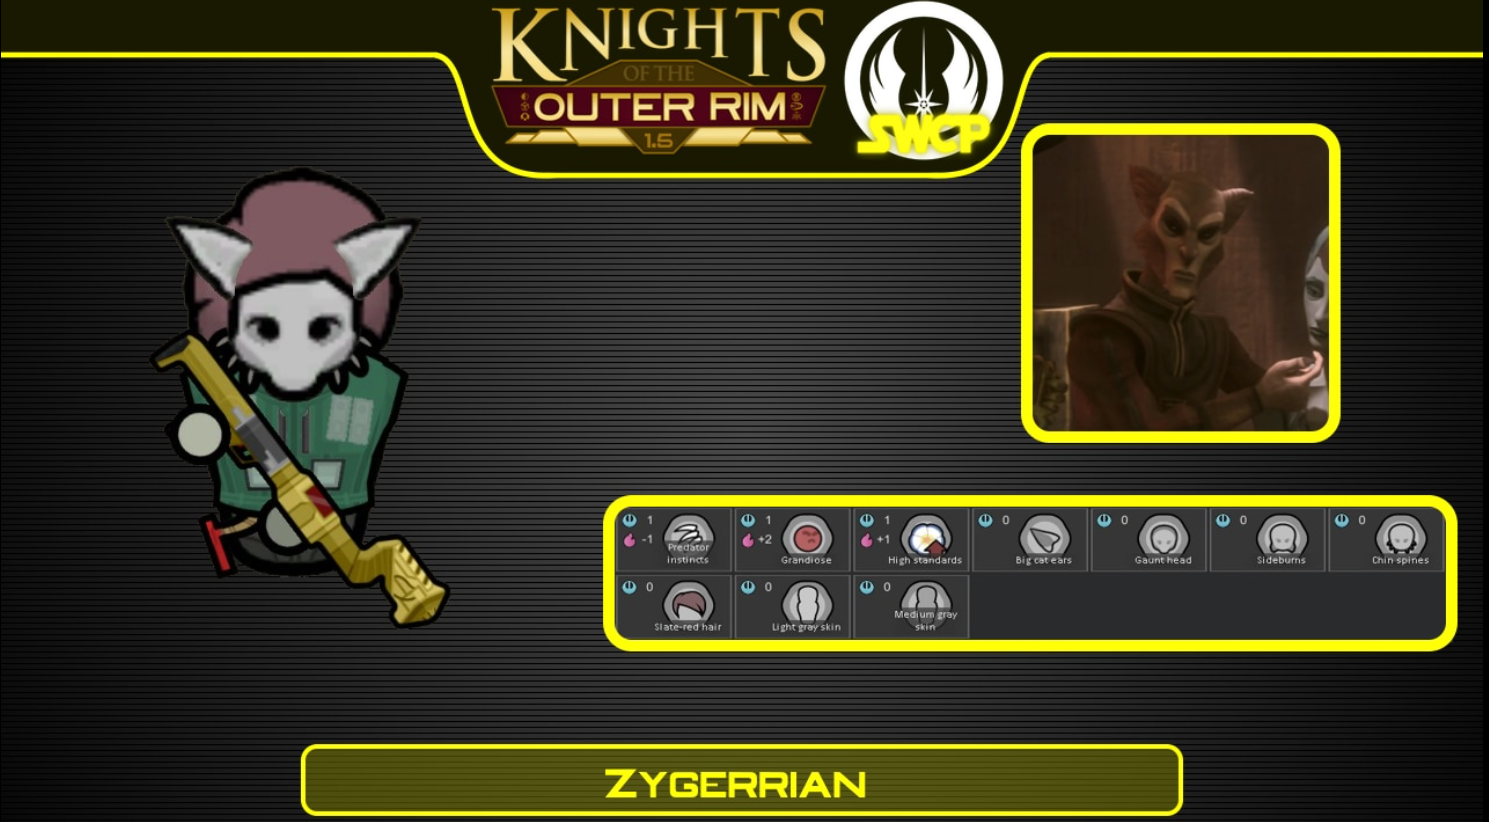 KNIGHTS
OF THE
OUTER RIM
1.5
SWCP
1
-1
Predator
instincts
1
+2
Grandiose
1
+1
High standards
0
Big cat ears
0
Gaunt head
0
Sideburns
0
Chin spines
0
Slate-red hair
0
Light gray skin
0
Medium gray
skin
ZYGERRIAN